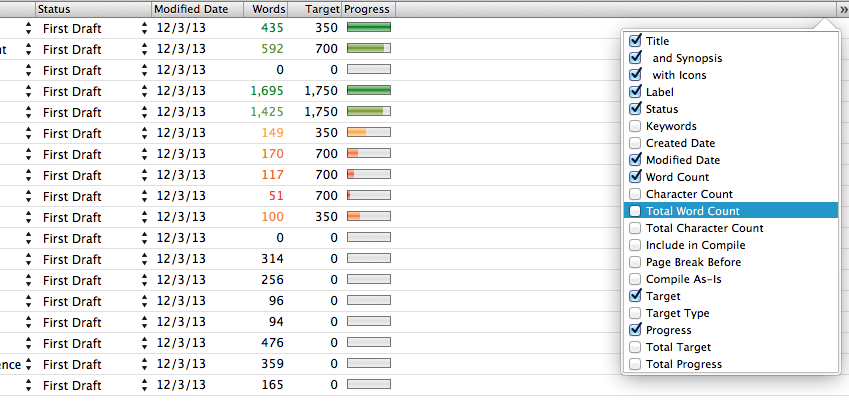 Status Modified Date Words Target Progress »
First Draft 12/3/13 435 350
nt First Draft 12/3/13 592 700
First Draft 12/3/13 0 0
First Draft 12/3/13 1,695 1,750
First Draft 12/3/13 1,425 1,750
First Draft 12/3/13 149 350
First Draft 12/3/13 170 700
First Draft 12/3/13 117 700
First Draft 12/3/13 51 700
First Draft 12/3/13 100 350
First Draft 12/3/13 0 0
First Draft 12/3/13 314 0
First Draft 12/3/13 256 0
First Draft 12/3/13 96 0
First Draft 12/3/13 94 0
First Draft 12/3/13 476 0
ence First Draft 12/3/13 359 0
First Draft 12/3/13 165 0
Title
and Synopsis
with Icons
Label
Status
Keywords
Created Date
Modified Date
Word Count
Character Count
Total Word Count
Total Character Count
Include in Compile
Page Break Before
Compile As-Is
Target
Target Type
Progress
Total Target
Total Progress